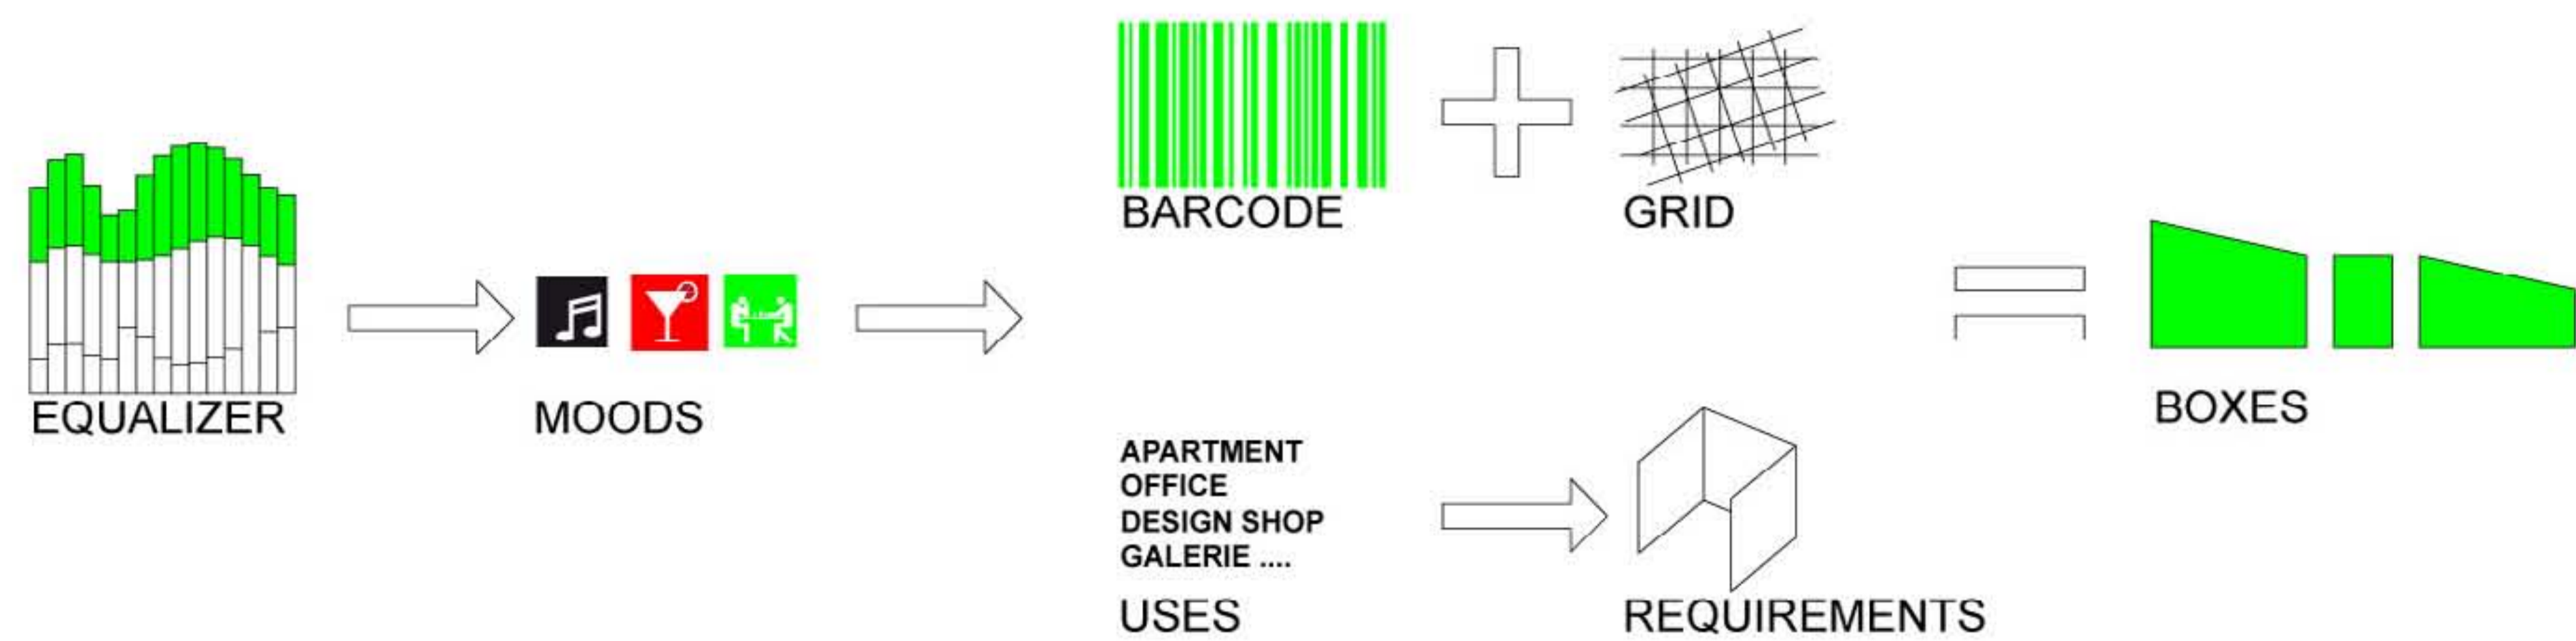 BARCODE
GRID
EQUALIZER
MOODS
BOXES
APARTMENT
OFFICE
DESIGN SHOP
GALERIE ....
USES
REQUIREMENTS